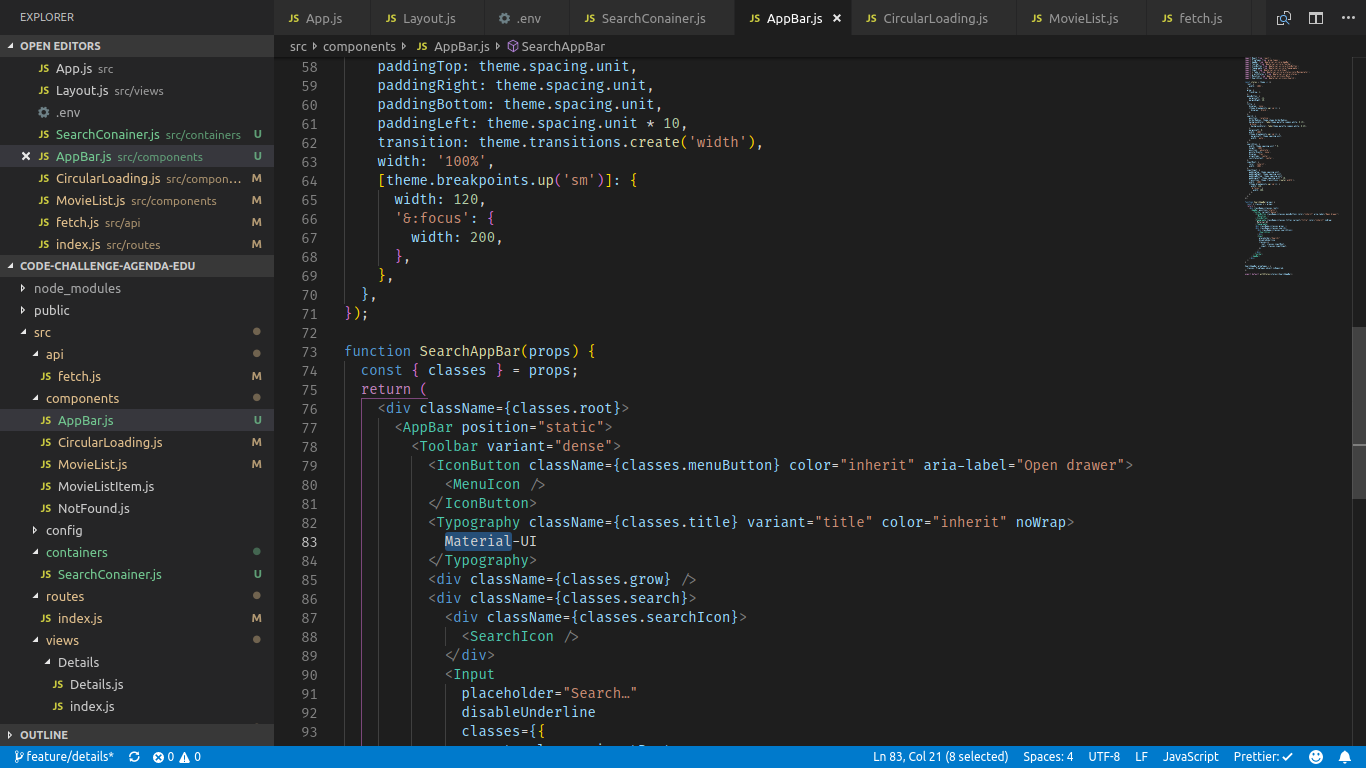 EXPLORER
OPEN EDITORS
JS App.js src
JS Layout.js src/views
.env
JS SearchConainer.js src/containers U
JS AppBar.js src/components U
JS CircularLoading.js src/compon... M
JS MovieList.js src/components M
JS fetch.js src/api M
JS index.js src/routes M
CODE-CHALLENGE-AGENDA-EDU
node_modules
public
src
api
JS fetch.js M
components
JS AppBar.js U
JS CircularLoading.js M
JS MovieList.js M
JS MovieListItem.js
JS NotFound.js
config
containers
JS SearchConainer.js U
routes
JS index.js M
views
Details
JS Details.js
JS index.js
OUTLINE
JS App.js JS Layout.js .env JS SearchConainer.js JS AppBar.js JS CircularLoading.js JS MovieList.js JS fetch.js
src components JS AppBar.js SearchAppBar
58 paddingTop: theme.spacing.unit,
59 paddingRight: theme.spacing.unit,
60 paddingBottom: theme.spacing.unit,
61 paddingLeft: theme.spacing.unit * 10,
62 transition: theme.transitions.create('width'),
63 width: '100%',
64 [theme.breakpoints.up('sm')]: {
65 width: 120,
66 '&:focus': {
67 width: 200,
68 },
69 },
70 },
71 });
72
73 function SearchAppBar(props) {
74 const { classes } = props;
75 return (
76 <div className={classes.root}>
77 <AppBar position="static">
78 <Toolbar variant="dense">
79 <IconButton className={classes.menuButton} color="inherit" aria-label="Open drawer">
80 <MenuIcon />
81 </IconButton>
82 <Typography className={classes.title} variant="title" color="inherit" noWrap>
83 Material-UI
84 </Typography>
85 <div className={classes.grow} />
86 <div className={classes.search}>
87 <div className={classes.searchIcon}>
88 <SearchIcon />
89 </div>
90 <Input
91 placeholder="Search…"
92 disableUnderline
93 classes={{
feature/details* 0 0 Ln 83, Col 21 (8 selected) Spaces: 4 UTF-8 LF JavaScript Prettier: ✓